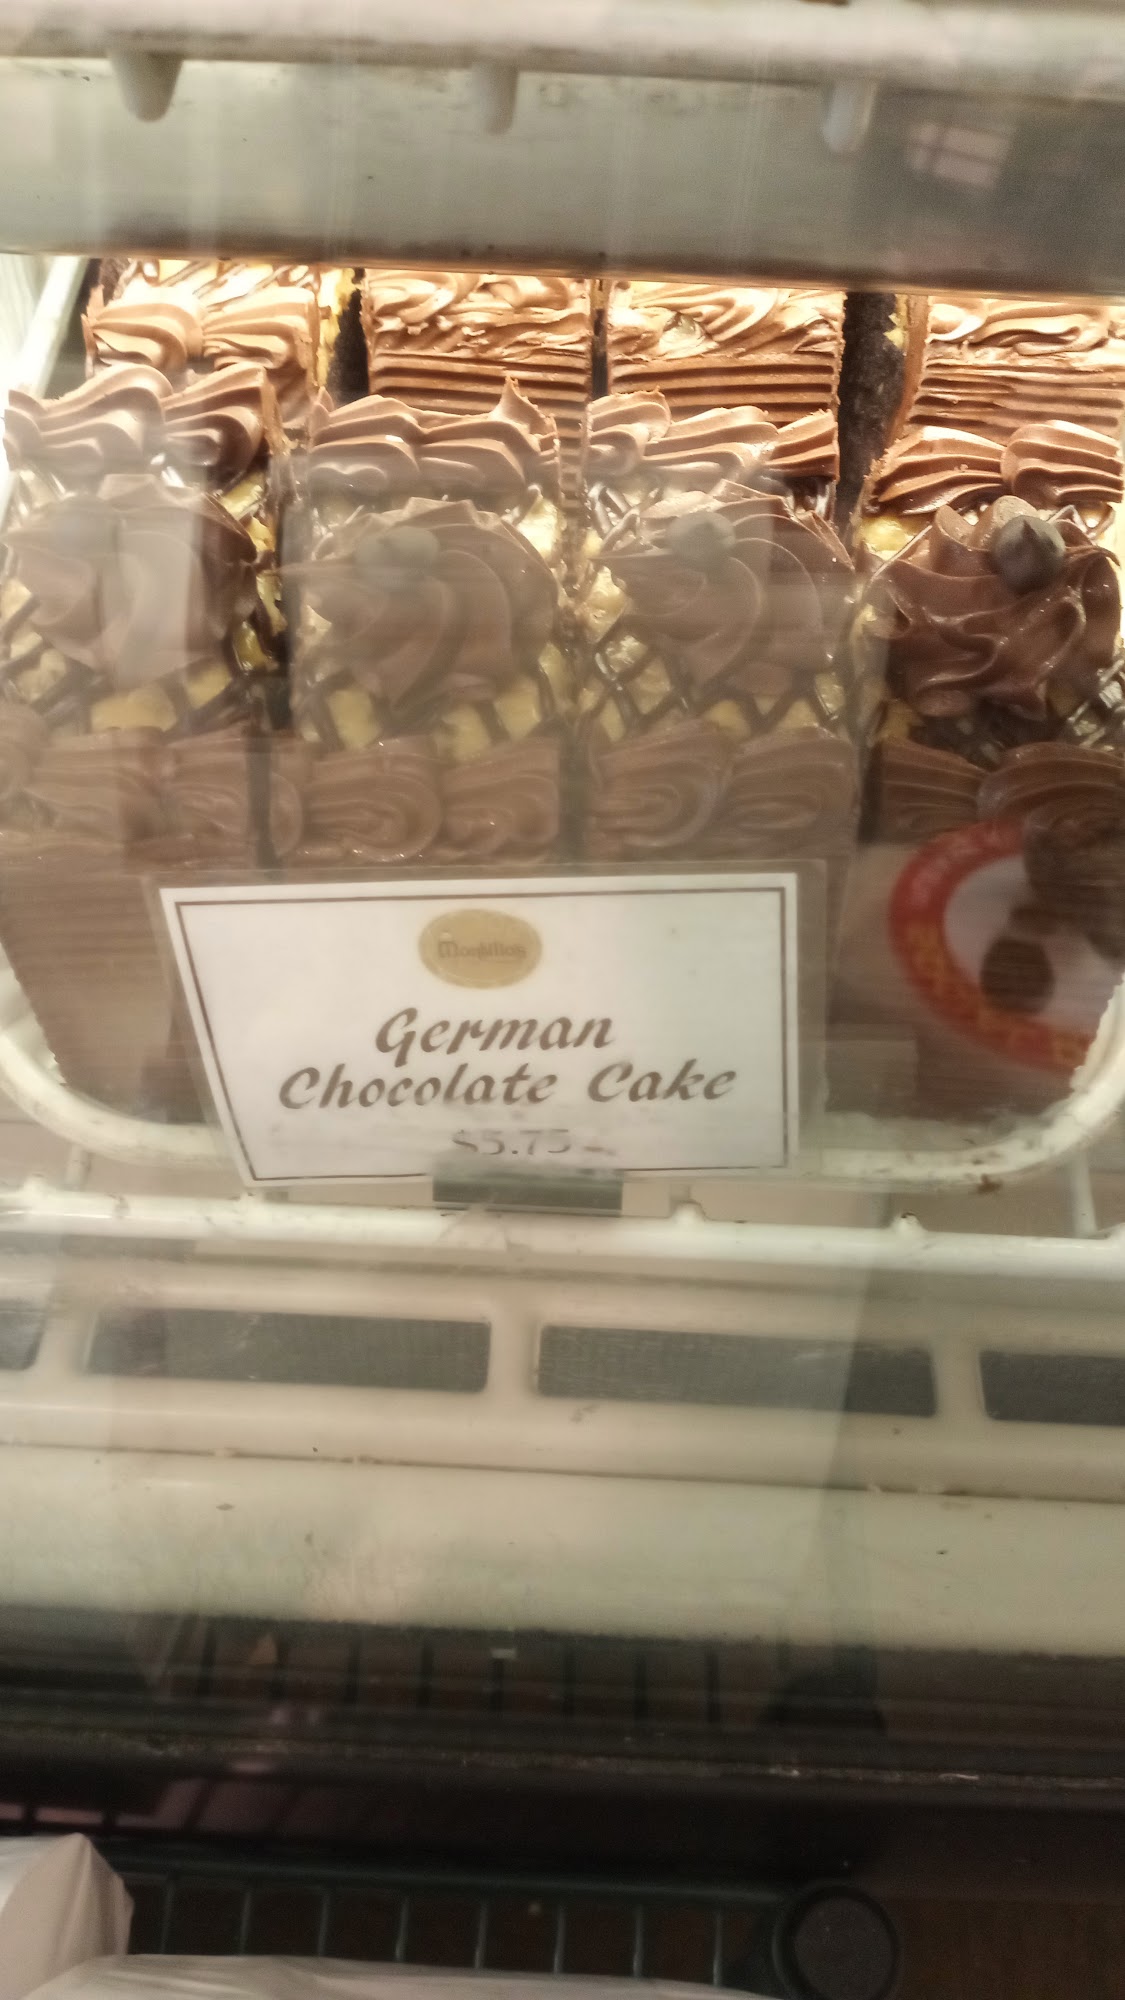 German
Chocolate Cake
$5.75